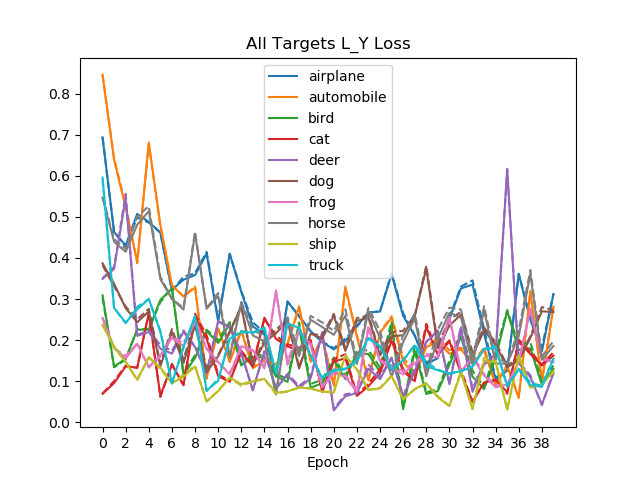 All Targets L_Y Loss
airplane
automobile
bird
cat
deer
dog
frog
horse
ship
truck
0.8
0.7
0.6
0.5
0.4
0.3
0.2
0.1
0.0
0 2 4 6 8 10 12 14 16 18 20 22 24 26 28 30 32 34 36 38
Epoch